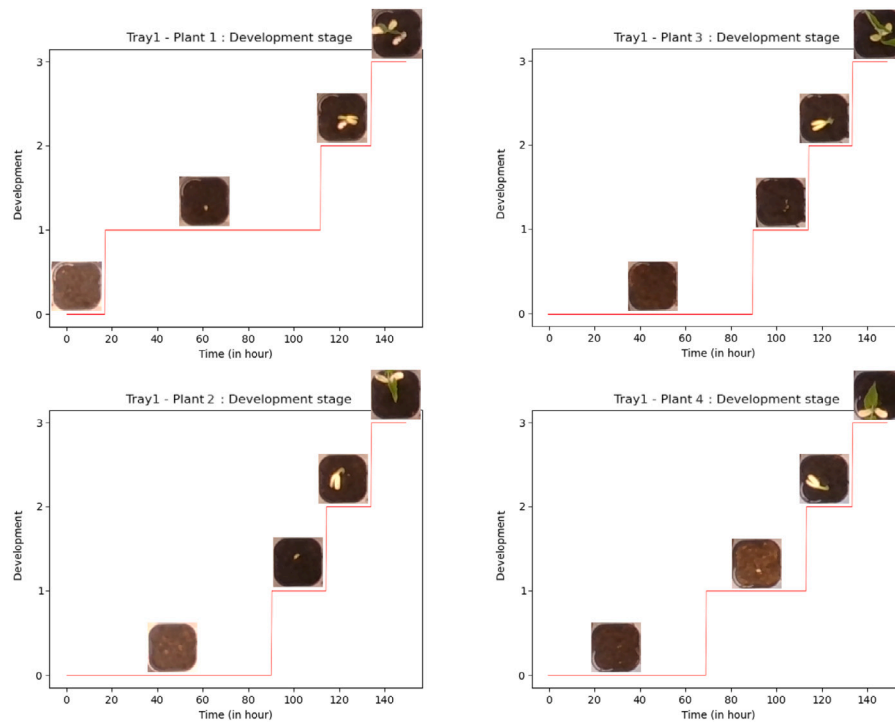 Tray1 - Plant 1 : Development stage
Development
3
2
1
0
0 20 40 60 80 100 120 140
Time (in hour)
Tray1 - Plant 3 : Development stage
Development
3
2
1
0
0 20 40 60 80 100 120 140
Time (in hour)
Tray1 - Plant 2 : Development stage
Development
3
2
1
0
0 20 40 60 80 100 120 140
Time (in hour)
Tray1 - Plant 4 : Development stage
Development
3
2
1
0
0 20 40 60 80 100 120 140
Time (in hour)